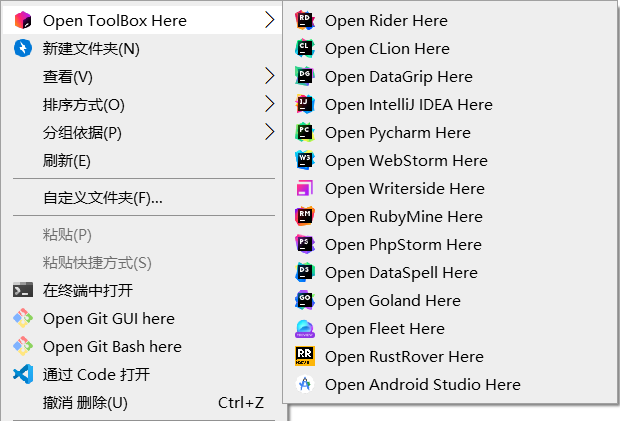 Open ToolBox Here
新建文件夹(N)
查看(V)
排序方式(O)
分组依据(P)
刷新(E)
自定义文件夹(F)...
粘贴(P)
粘贴快捷方式(S)
在终端中打开
Open Git GUI here
Open Git Bash here
通过 Code 打开
撤消 删除(U) Ctrl+Z
RD Open Rider Here
CL Open CLion Here
DG Open DataGrip Here
IJ Open IntelliJ IDEA Here
PC Open Pycharm Here
WS Open WebStorm Here
Open Writerside Here
RM Open RubyMine Here
PS Open PhpStorm Here
DS Open DataSpell Here
GO Open Goland Here
Open Fleet Here
RR Open RustRover Here
Open Android Studio Here